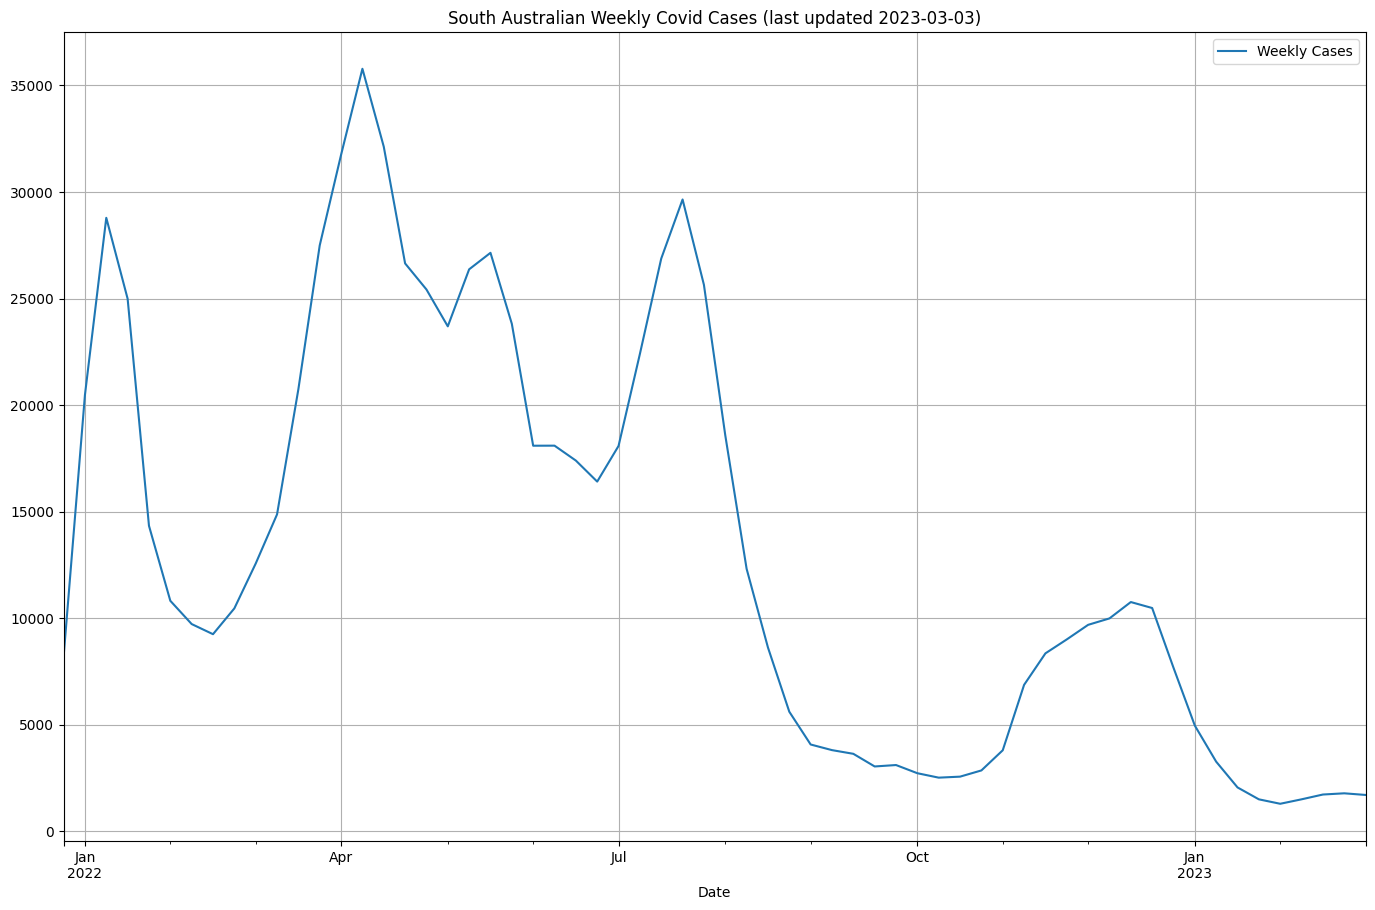 South Australian Weekly Covid Cases (last updated 2023-03-03)
Weekly Cases
35000
30000
25000
20000
15000
10000
5000
0
Jan
2022
Apr
Jul
Oct
Jan
2023
Date